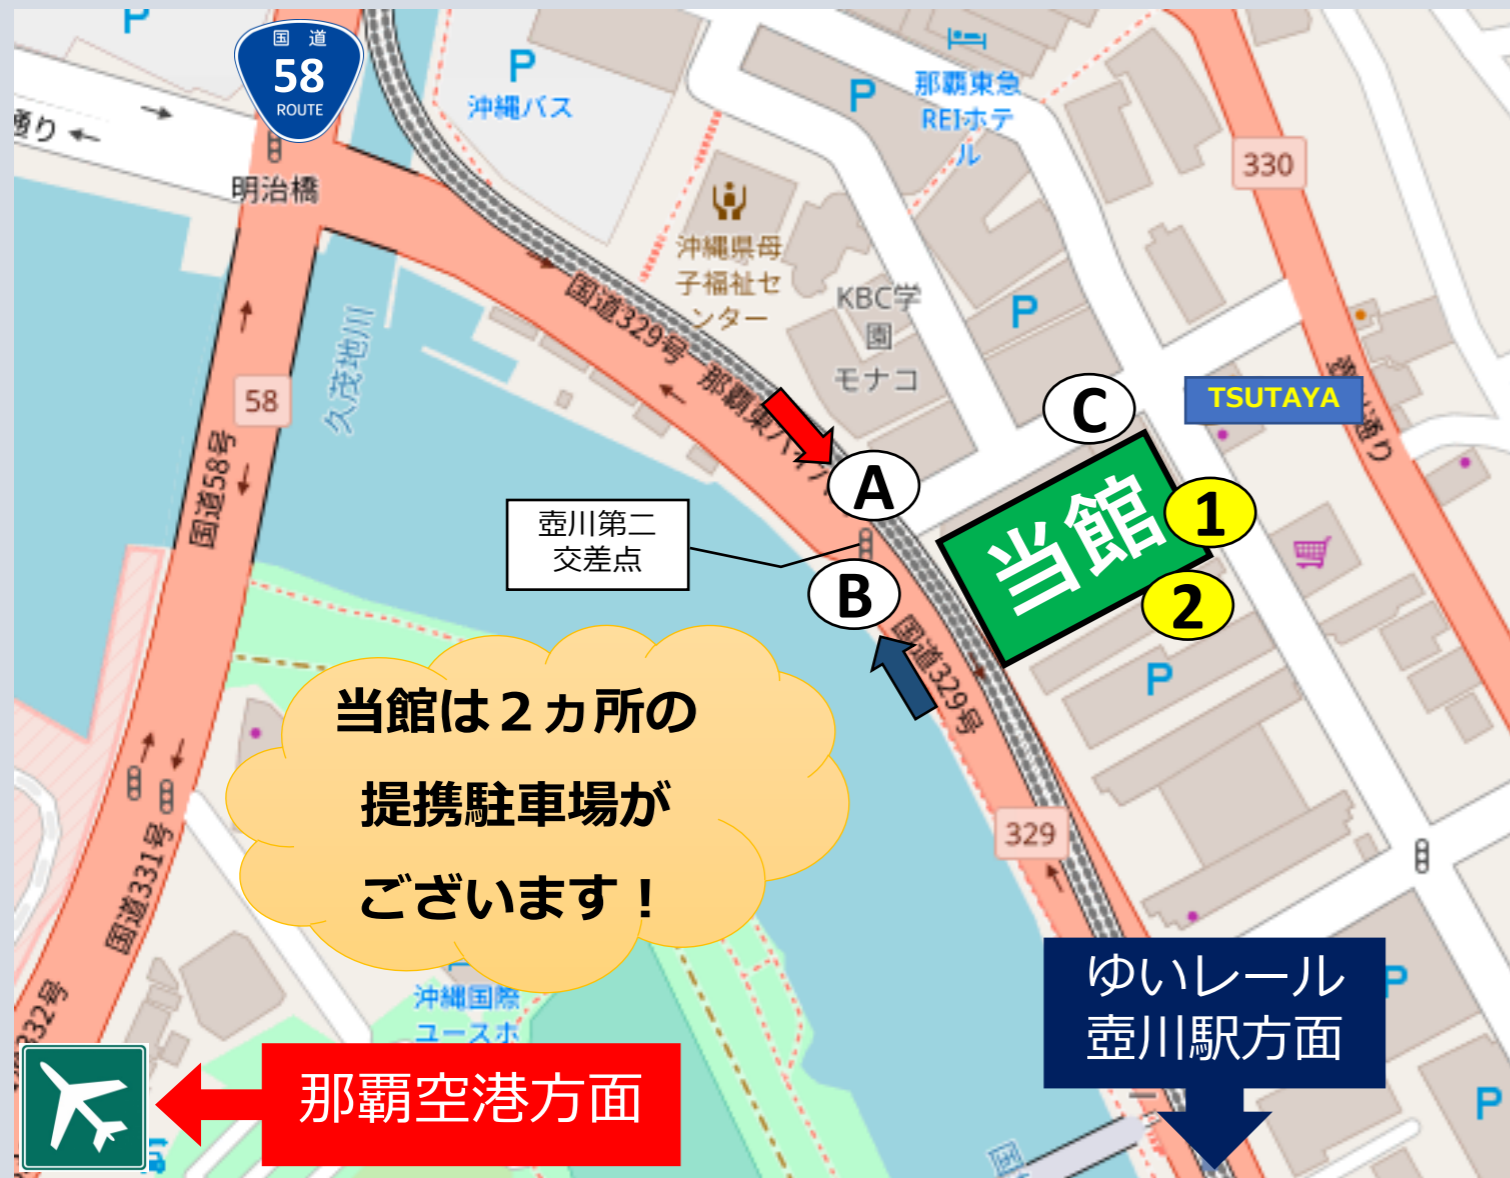 P
国 道
58
ROUTE
P
沖縄バス
P
那覇東急
REIホテ
ル
330
通り
明治橋
沖縄県母
子福祉セ
ンター
KBC学
園
モナコ
P
国道329号
那覇東バイパ
久茂地川
58
国道58号
TSUTAYA
C
A
壺川第二
交差点
B
当館
1
2
国道329号
P
通り
当館は２ヵ所の
提携駐車場が
ございます！
329
国道331号
332号
沖縄国際
ユースホ
ゆいレール
壺川駅方面
P
P
那覇空港方面